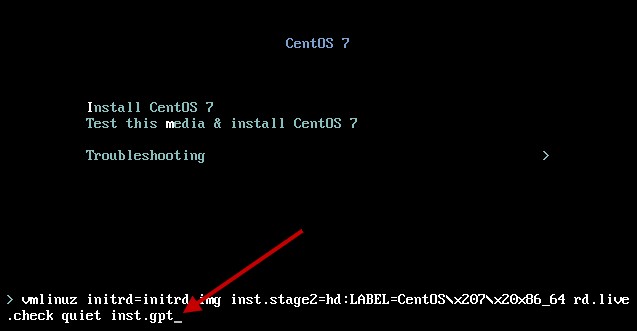 CentOS 7
Install CentOS 7
Test this media & install CentOS 7
Troubleshooting >
> vmlinuz initrd=initrd.img inst.stage2=hd:LABEL=CentOS\x207\x20x86_64 rd.live
.check quiet inst.gpt_